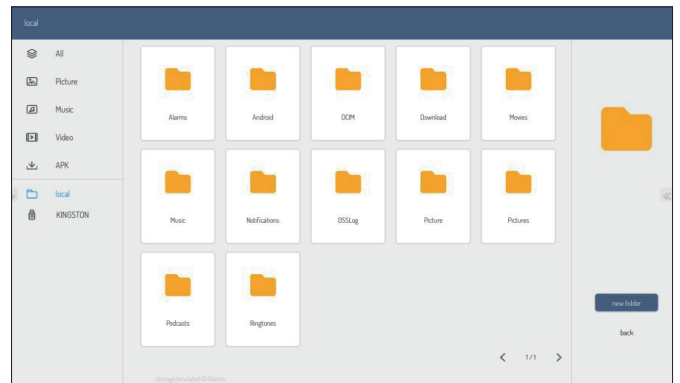 local
All
Picture
Music
Video
APK
local
KINGSTON
Alarms
Android
DCIM
Download
Movies
Music
Notifications
OSSLog
Picture
Pictures
Podcasts
Ringtones
new folder
back
1/1